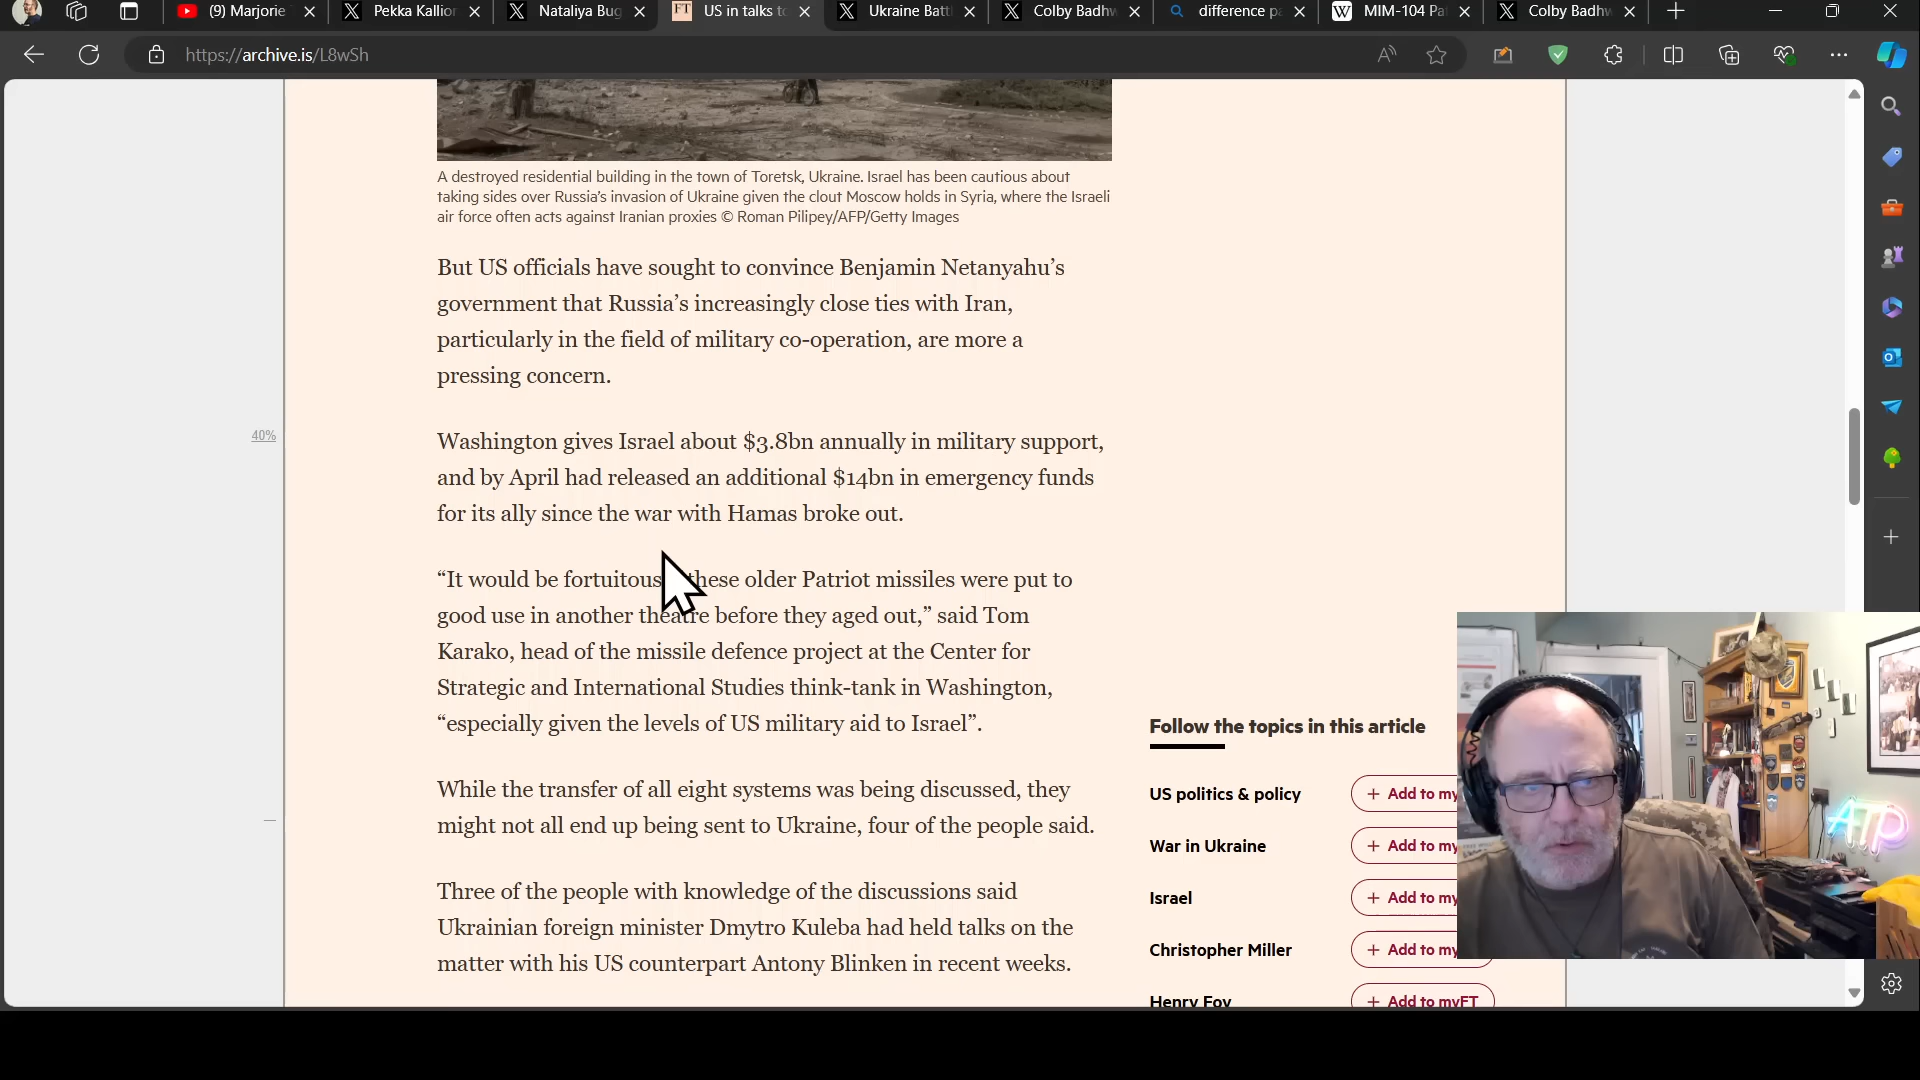 (9) Marjorie
Pekka Kallior
Nataliya Bug
FT
US in talks to
Ukraine Batt
Colby Badhw
difference pa
W
MIM-104 Pa
Colby Badhw
https://archive.is/L8wSh
A destroyed residential building in the town of Toretsk, Ukraine. Israel has been cautious about
taking sides over Russia's invasion of Ukraine given the clout Moscow holds in Syria, where the Israeli
air force often acts against Iranian proxies © Roman Pilipey/AFP/Getty Images
But US officials have sought to convince Benjamin Netanyahu's
government that Russia's increasingly close ties with Iran,
particularly in the field of military co-operation, are more a
pressing concern.
40%
Washington gives Israel about $3.8bn annually in military support,
and by April had released an additional $14bn in emergency funds
for its ally since the war with Hamas broke out.
“It would be fortuitous these older Patriot missiles were put to
good use in another theatre before they aged out,” said Tom
Karako, head of the missile defence project at the Center for
Strategic and International Studies think-tank in Washington,
“especially given the levels of US military aid to Israel”.
While the transfer of all eight systems was being discussed, they
might not all end up being sent to Ukraine, four of the people said.
Three of the people with knowledge of the discussions said
Ukrainian foreign minister Dmytro Kuleba had held talks on the
matter with his US counterpart Antony Blinken in recent weeks.
Follow the topics in this article
US politics & policy
+ Add to my
War in Ukraine
+ Add to my
Israel
+ Add to my
Christopher Miller
+ Add to my
Henry Foy
+ Add to myFT
ATP